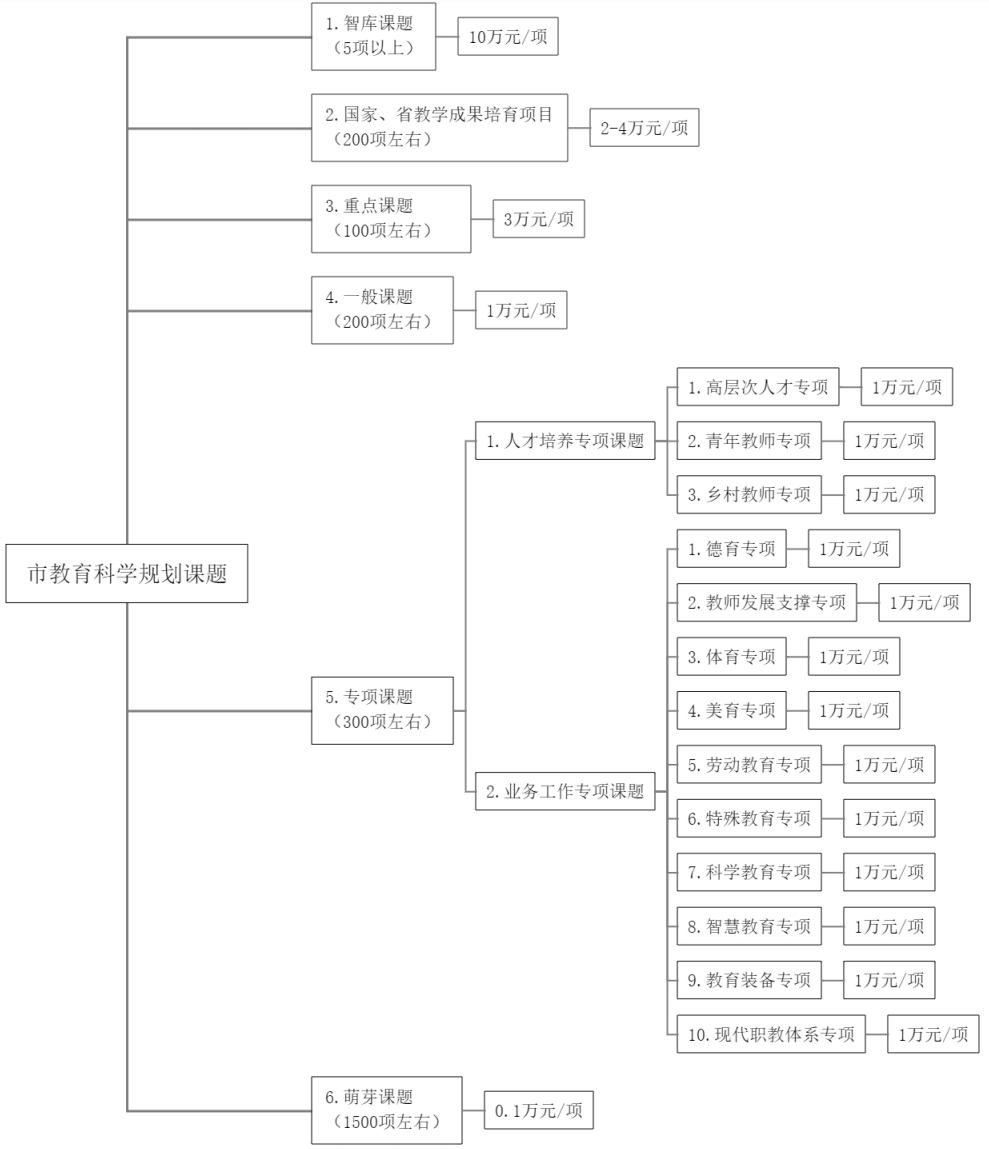 1.智库课题
（5项以上）
10万元/项
2.国家、省教学成果培育项目
（200项左右）
2-4万元/项
3.重点课题
（100项左右）
3万元/项
4.一般课题
（200项左右）
1万元/项
市教育科学规划课题
5.专项课题
（300项左右）
1.人才培养专项课题
1.高层次人才专项
1万元/项
2.青年教师专项
1万元/项
3.乡村教师专项
1万元/项
2.业务工作专项课题
1.德育专项
1万元/项
2.教师发展支撑专项
1万元/项
3.体育专项
1万元/项
4.美育专项
1万元/项
5.劳动教育专项
1万元/项
6.特殊教育专项
1万元/项
7.科学教育专项
1万元/项
8.智慧教育专项
1万元/项
9.教育装备专项
1万元/项
10.现代职教体系专项
1万元/项
6.萌芽课题
（1500项左右）
0.1万元/项